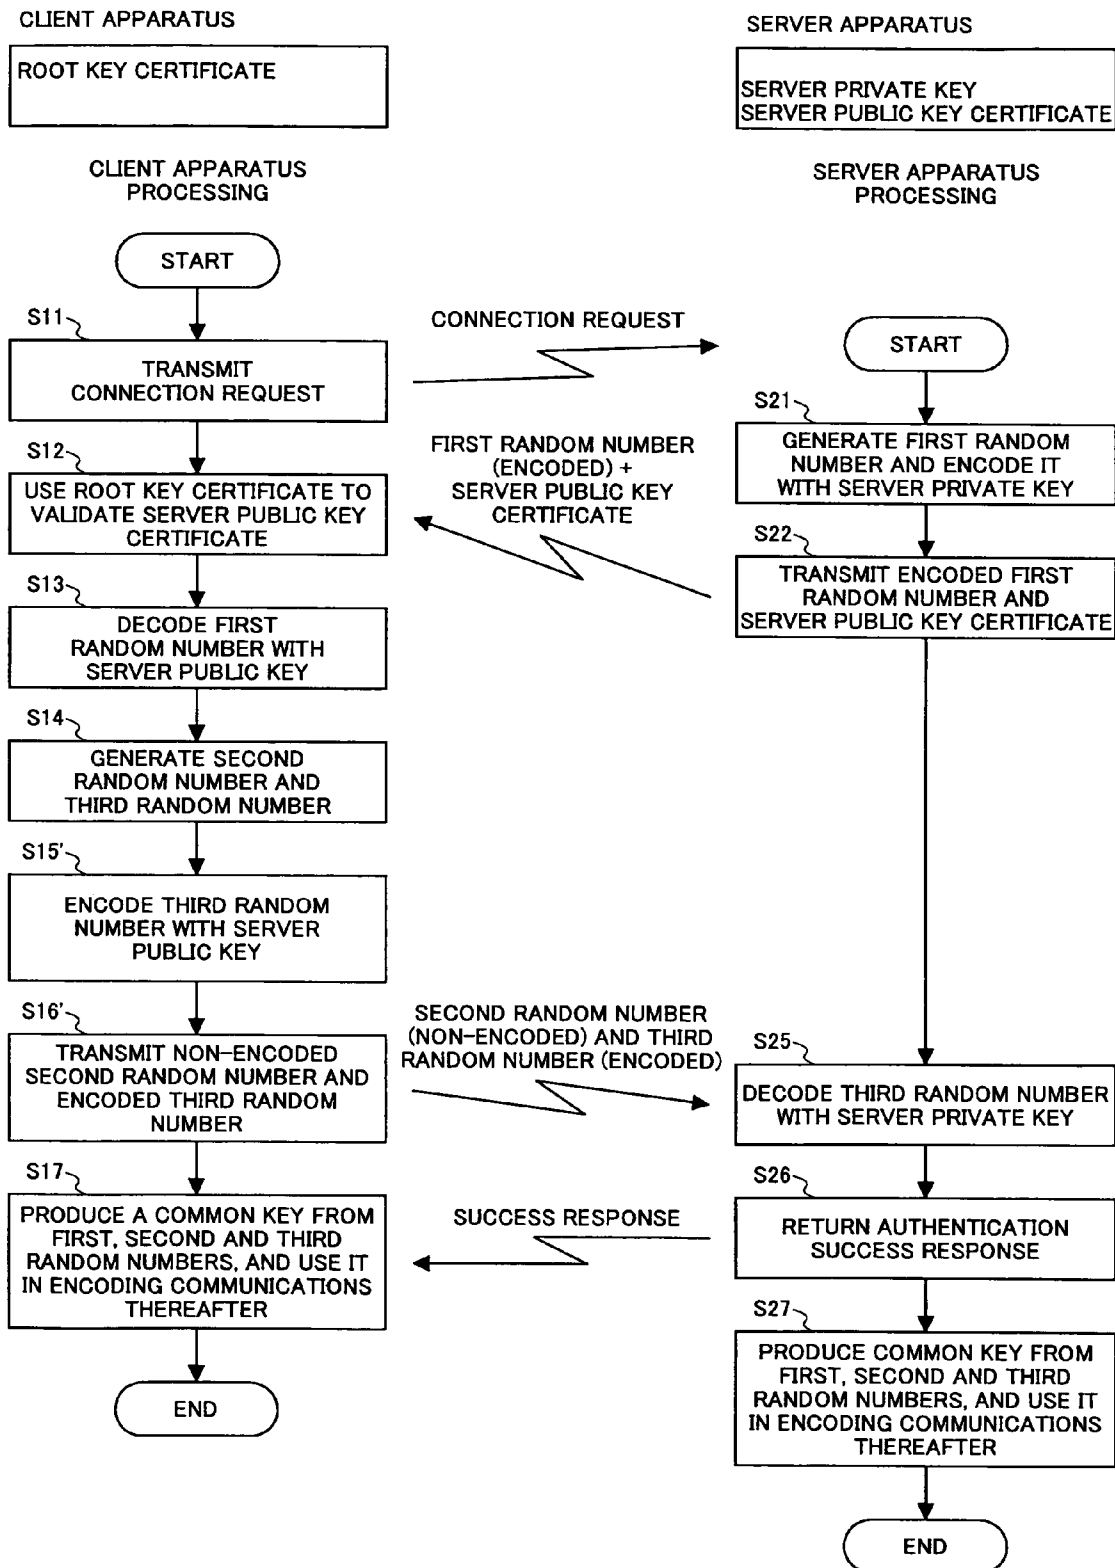 CLIENT APPARATUS
ROOT KEY CERTIFICATE
SERVER APPARATUS
SERVER PRIVATE KEY
SERVER PUBLIC KEY CERTIFICATE
CLIENT APPARATUS
PROCESSING
SERVER APPARATUS
PROCESSING
START
S11
TRANSMIT
CONNECTION REQUEST
CONNECTION REQUEST
START
S21
GENERATE FIRST RANDOM
NUMBER AND ENCODE IT
WITH SERVER PRIVATE KEY
S12
USE ROOT KEY CERTIFICATE TO
VALIDATE SERVER PUBLIC KEY
CERTIFICATE
FIRST RANDOM NUMBER
(ENCODED) +
SERVER PUBLIC KEY
CERTIFICATE
S22
TRANSMIT ENCODED FIRST
RANDOM NUMBER AND
SERVER PUBLIC KEY CERTIFICATE
S13
DECODE FIRST
RANDOM NUMBER WITH
SERVER PUBLIC KEY
S14
GENERATE SECOND
RANDOM NUMBER AND
THIRD RANDOM NUMBER
S15'
ENCODE THIRD RANDOM
NUMBER WITH SERVER
PUBLIC KEY
S16'
TRANSMIT NON-ENCODED
SECOND RANDOM NUMBER AND
ENCODED THIRD RANDOM
NUMBER
SECOND RANDOM NUMBER
(NON-ENCODED) AND THIRD
RANDOM NUMBER (ENCODED)
S25
DECODE THIRD RANDOM NUMBER
WITH SERVER PRIVATE KEY
S17
PRODUCE A COMMON KEY FROM
FIRST, SECOND AND THIRD
RANDOM NUMBERS, AND USE IT
IN ENCODING COMMUNICATIONS
THEREAFTER
SUCCESS RESPONSE
S26
RETURN AUTHENTICATION
SUCCESS RESPONSE
S27
PRODUCE COMMON KEY FROM
FIRST, SECOND AND THIRD
RANDOM NUMBERS, AND USE IT
IN ENCODING COMMUNICATIONS
THEREAFTER
END
END